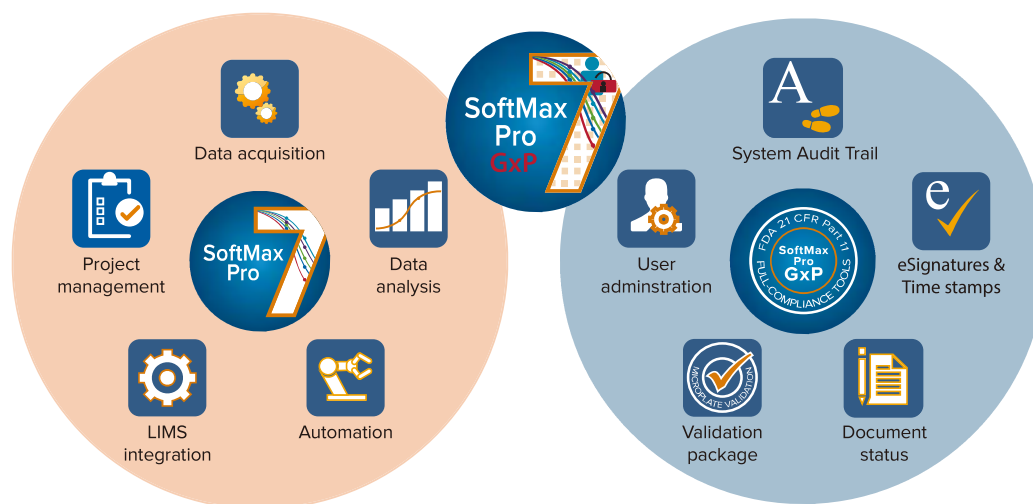 Data acquisition
Project
management
SoftMax
Pro
7
Data
analysis
LIMS
integration
Automation
SoftMax
Pro
GxP
7
A
System Audit Trail
User
adminstration
FDA 21 CFR Part 11
SoftMax
Pro
GxP
FULL-COMPLIANCE TOOLS
e
eSignatures &
Time stamps
MICROPLATE VALIDATION
Validation
package
Document
status